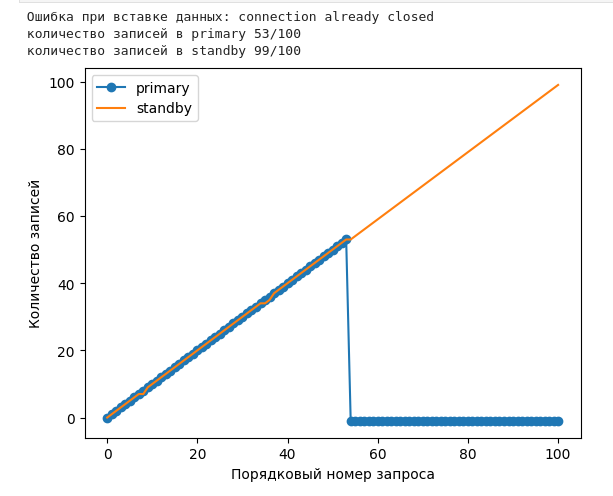 Ошибка при вставке данных: connection already closed
количество записей в primary 53/100
количество записей в standby 99/100
primary
standby
100
80
60
40
20
0
Количество записей
0 20 40 60 80 100
Порядковый номер запроса